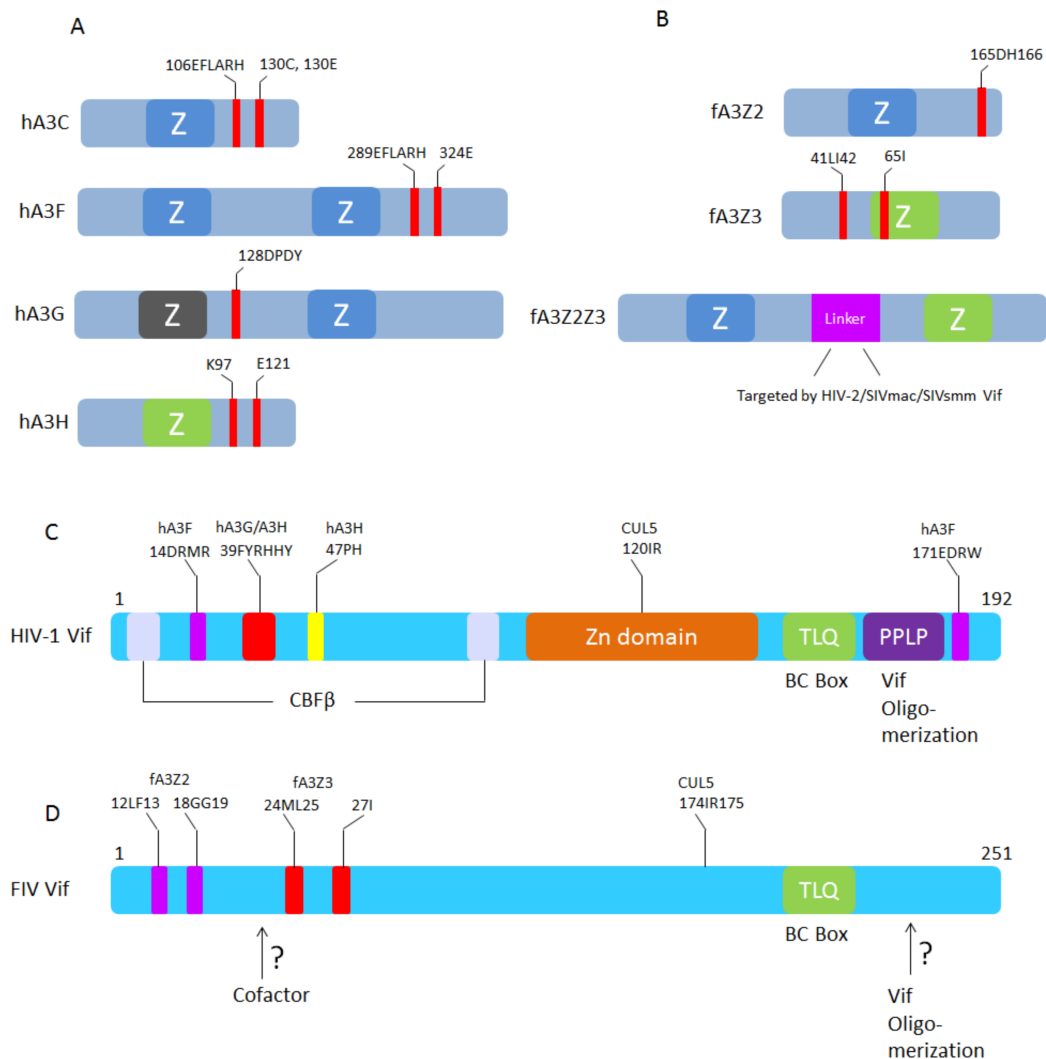 A
106EFLARH
130C, 130E
hA3C
Z
289EFLARH
324E
hA3F
Z
Z
128DPDY
hA3G
Z
Z
K97
E121
hA3H
Z
B
165DH166
fA3Z2
Z
41LI42
65I
fA3Z3
Z
fA3Z2Z3
Z
Linker
Z
Targeted by HIV-2/SIVmac/SIVsmm Vif
C
hA3F
14DRMR
hA3G/A3H
39FYRHHY
hA3H
47PH
CUL5
120IR
hA3F
171EDRW
1
192
HIV-1 Vif
Zn domain
TLQ
PPLP
CBFβ
BC Box
Vif
Oligo-
merization
D
fA3Z2
12LF13
18GG19
fA3Z3
24ML25
27I
CUL5
174IR175
1
251
FIV Vif
TLQ
BC Box
?
Cofactor
?
Vif
Oligo-
merization